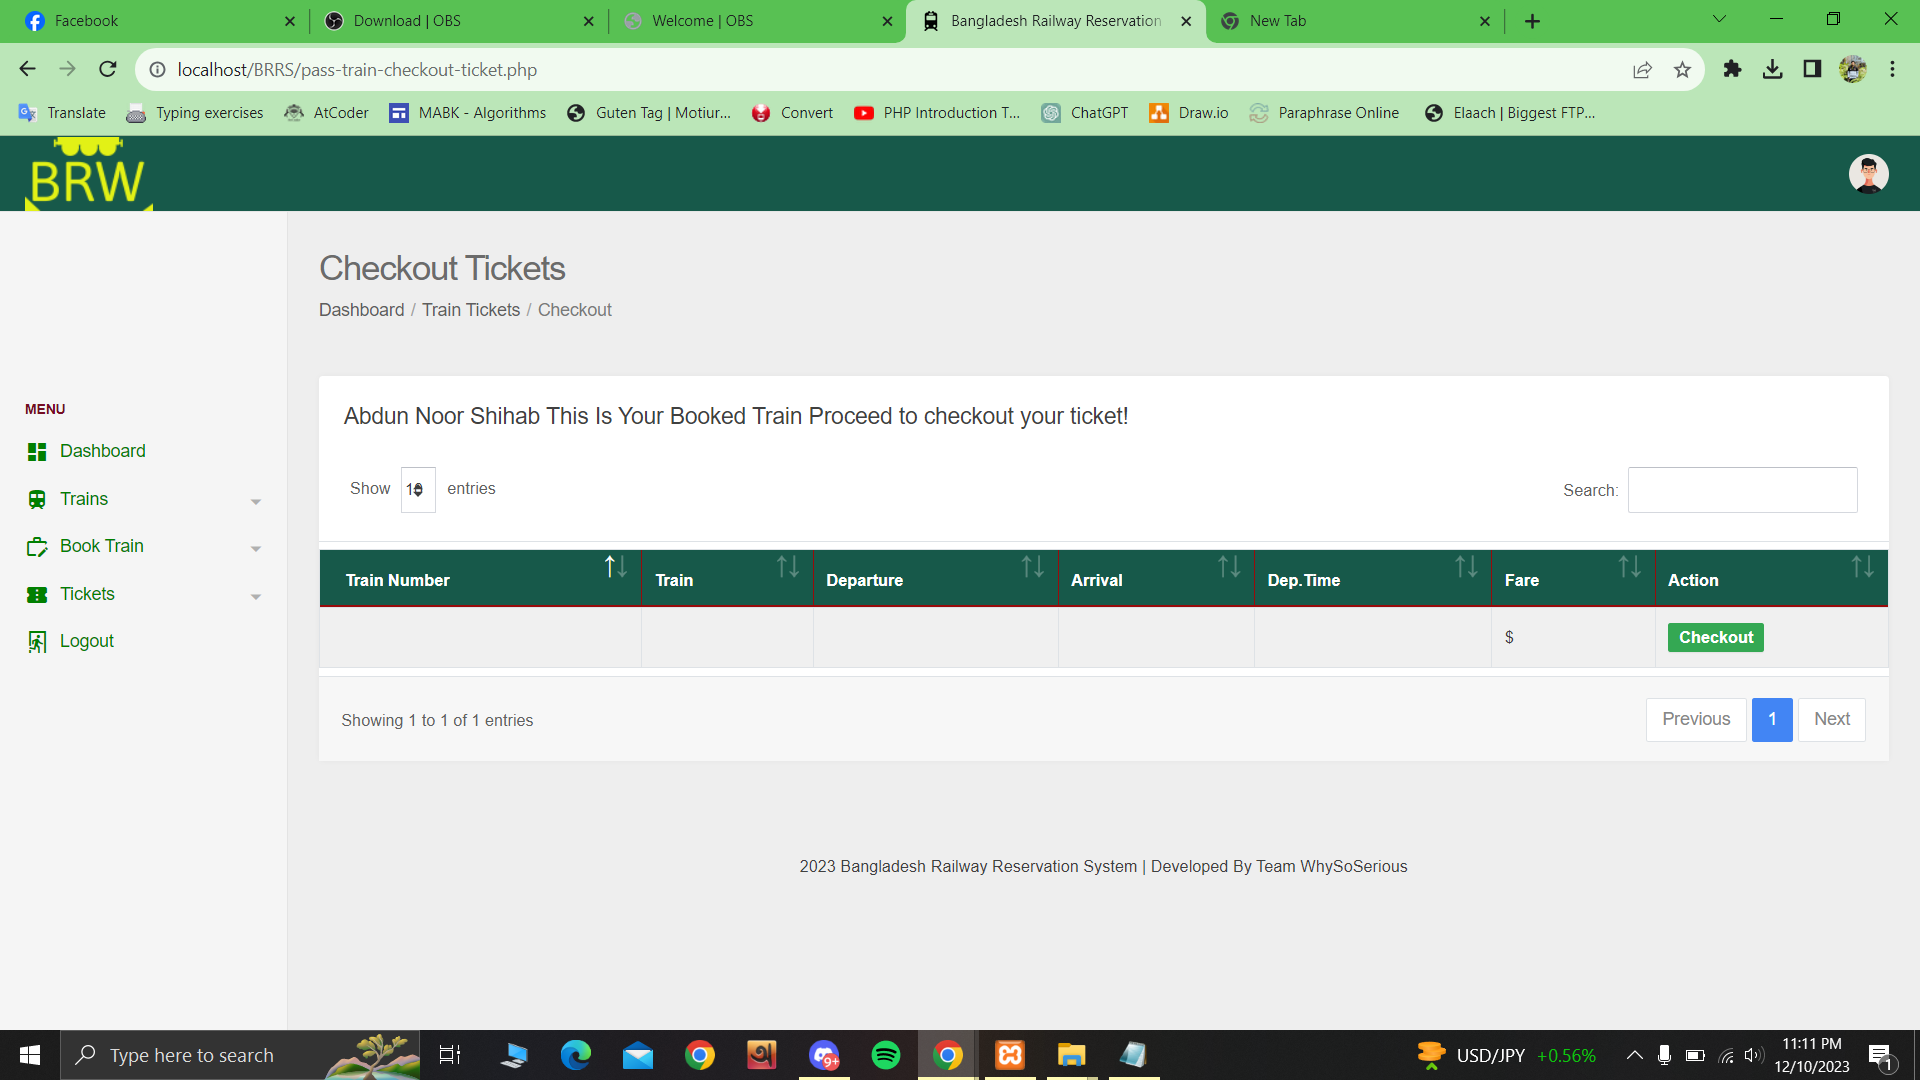 Facebook
Download | OBS
Welcome | OBS
Bangladesh Railway Reservation
New Tab
localhost/BRRS/pass-train-checkout-ticket.php
Translate
Typing exercises
AtCoder
MABK - Algorithms
Guten Tag | Motiur...
Convert
PHP Introduction T...
ChatGPT
Draw.io
Paraphrase Online
Elaach | Biggest FTP...
BRW
Checkout Tickets
Dashboard / Train Tickets / Checkout
MENU
Dashboard
Trains
Book Train
Tickets
Logout
Abdun Noor Shihab This Is Your Booked Train Proceed to checkout your ticket!
Show 10 entries
Search:
Train Number Train Departure Arrival Dep.Time Fare Action
$ Checkout
Showing 1 to 1 of 1 entries
Previous 1 Next
2023 Bangladesh Railway Reservation System | Developed By Team WhySoSerious
Type here to search
9+
USD/JPY +0.56%
11:11 PM
12/10/2023
1